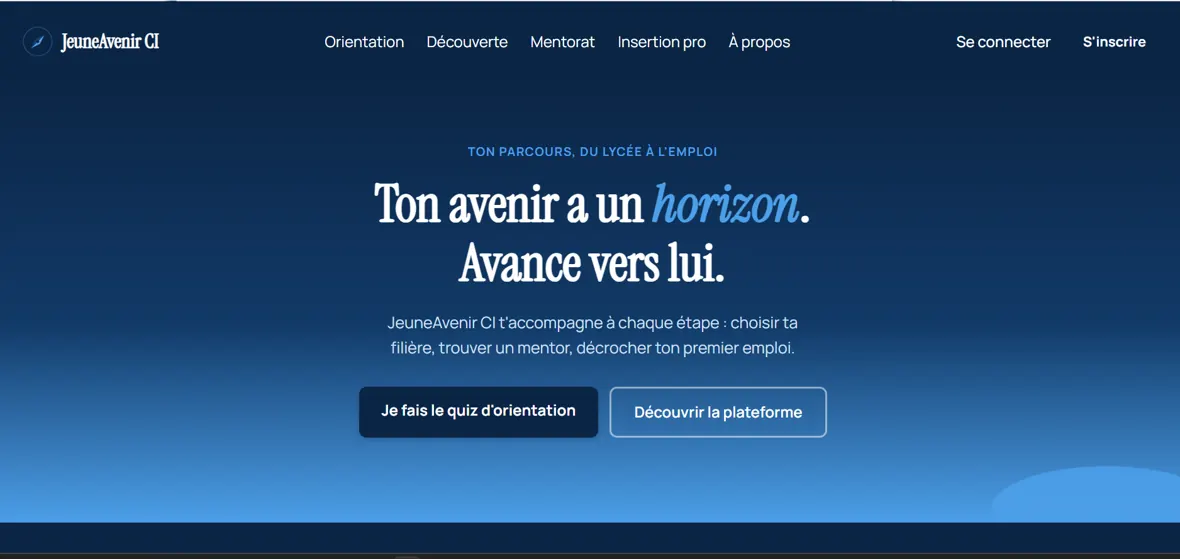 JeuneAvenir CI
Orientation Découverte Mentorat Insertion pro À propos
Se connecter S'inscrire
TON PARCOURS, DU LYCÉE À L'EMPLOI
Ton avenir a un horizon.
Avance vers lui.
JeuneAvenir CI t'accompagne à chaque étape : choisir ta
filière, trouver un mentor, décrocher ton premier emploi.
Je fais le quiz d'orientation
Découvrir la plateforme